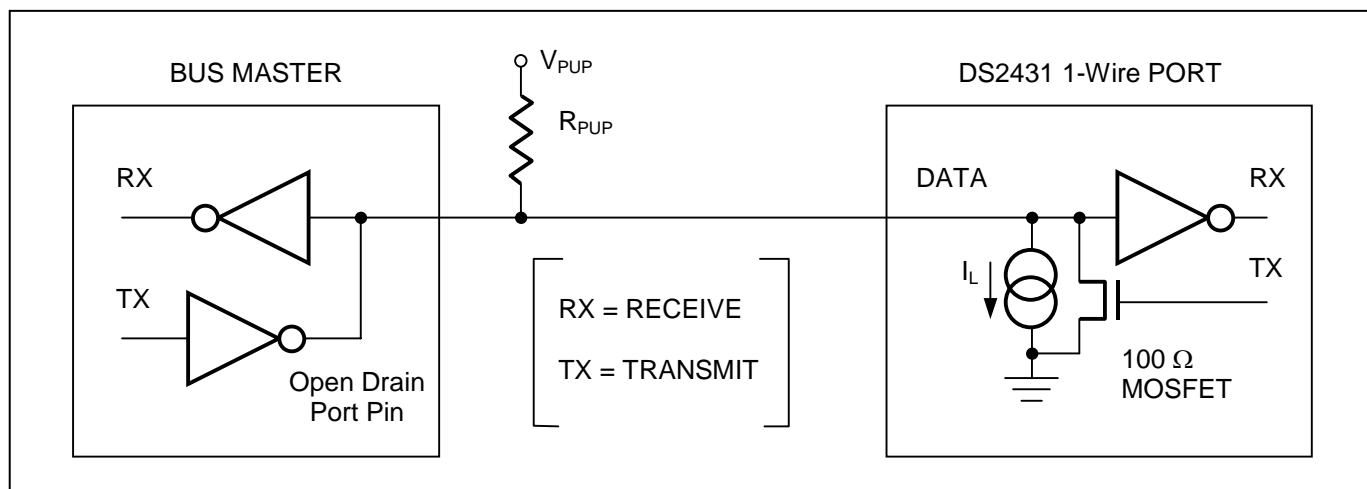 BUS MASTER
V_PUP
DS2431 1-Wire PORT
R_PUP
RX
DATA
RX
TX
I_L
TX
RX = RECEIVE
TX = TRANSMIT
Open Drain
Port Pin
100 Ω
MOSFET